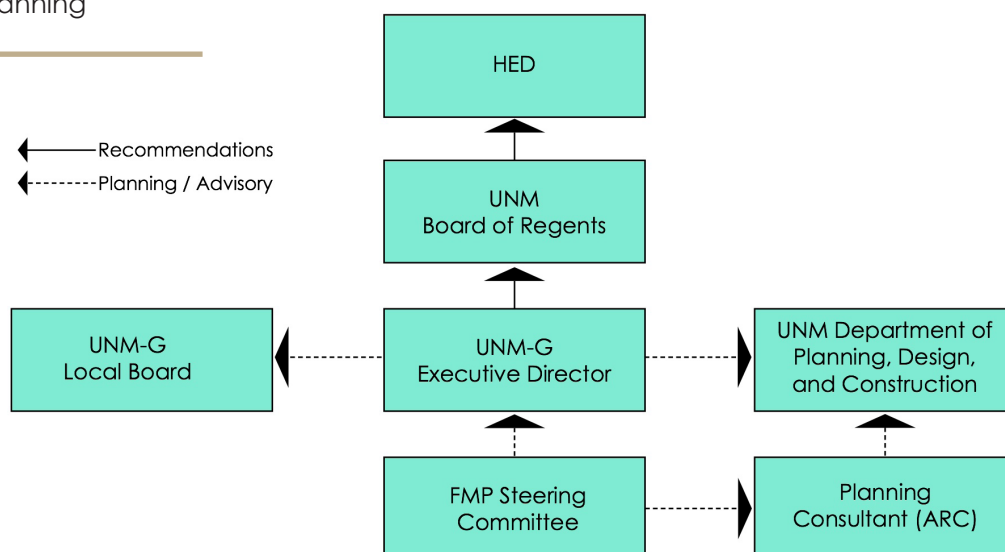 HED
Recommendations
Planning / Advisory
UNM
Board of Regents
UNM-G
Local Board
UNM-G
Executive Director
UNM Department of
Planning, Design,
and Construction
FMP Steering
Committee
Planning
Consultant (ARC)